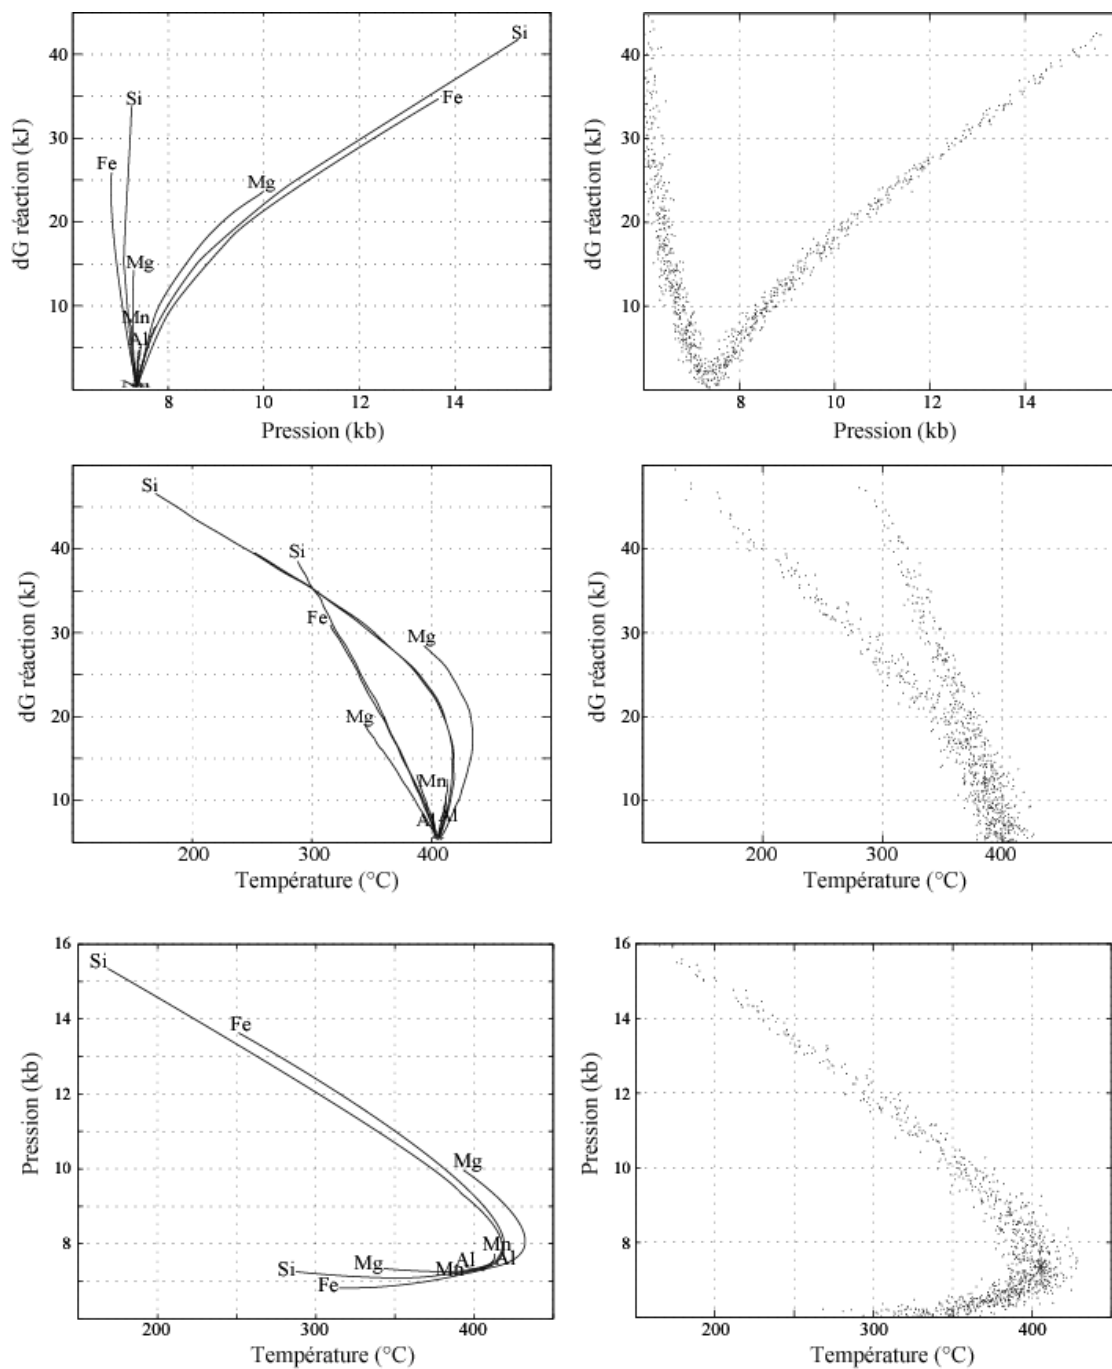 40
30
20
10
dG réaction (kJ)
Si
Si
Fe
Fe
Mg
Mg
Mn
Al
8
10
12
14
Pression (kb)
40
30
20
10
dG réaction (kJ)
8
10
12
14
Pression (kb)
40
30
20
10
dG réaction (kJ)
Si
Si
Fe
Mg
Mg
Mn
Al
Al
200
300
400
Température (°C)
40
30
20
10
dG réaction (kJ)
200
300
400
Température (°C)
16
14
12
10
8
Pression (kb)
Si
Fe
Mg
Mn
Al
Al
Mg
Mn
Si
Fe
200
300
400
Température (°C)
16
14
12
10
8
Pression (kb)
200
300
400
Température (°C)